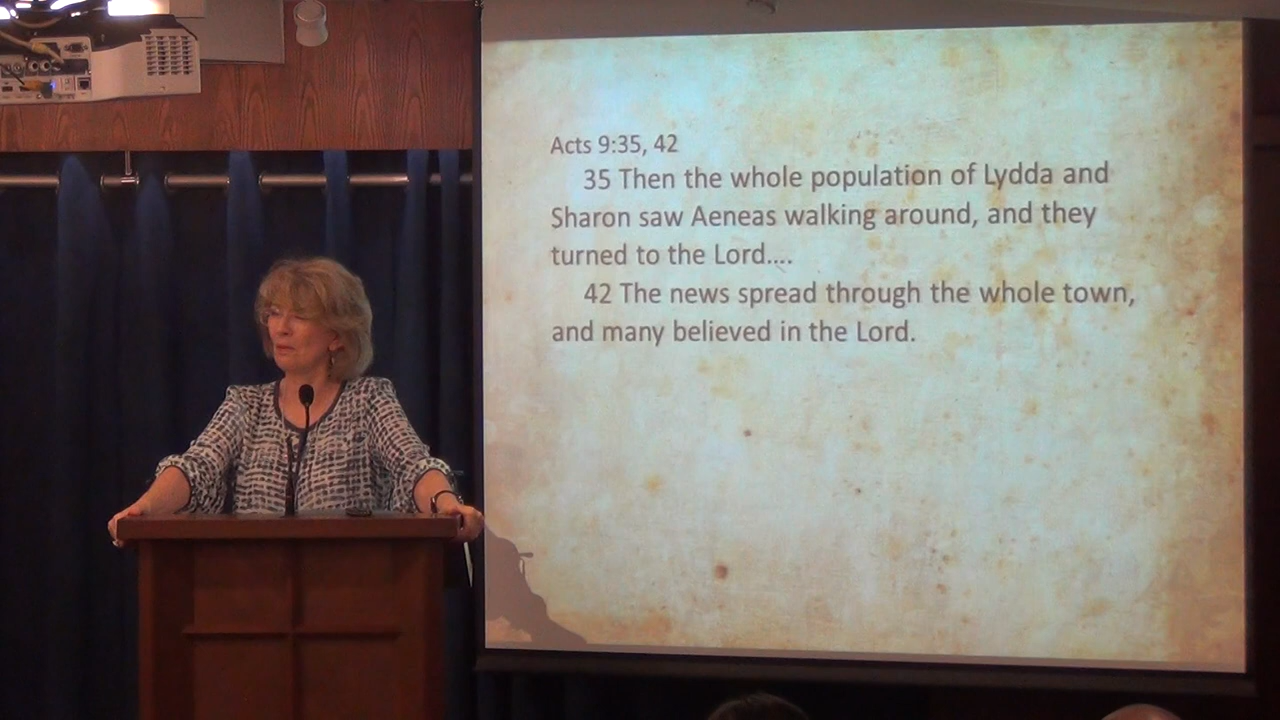 Acts 9:35, 42
35 Then the whole population of Lydda and
Sharon saw Aeneas walking around, and they
turned to the Lord....
42 The news spread through the whole town,
and many believed in the Lord.